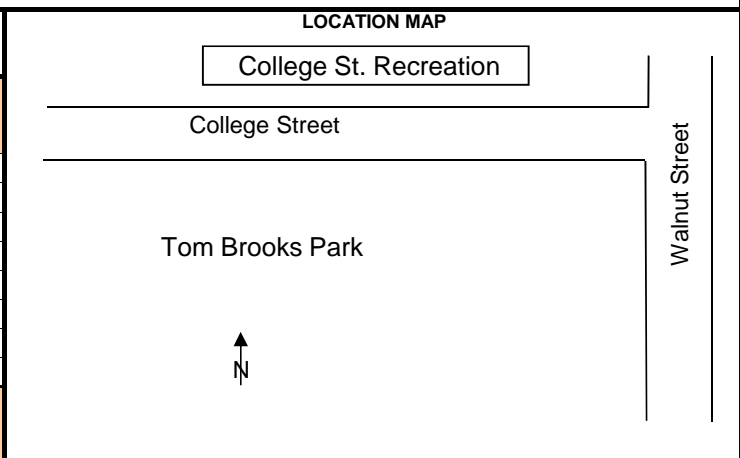 LOCATION MAP
College St. Recreation
College Street
Walnut Street
Tom Brooks Park
N